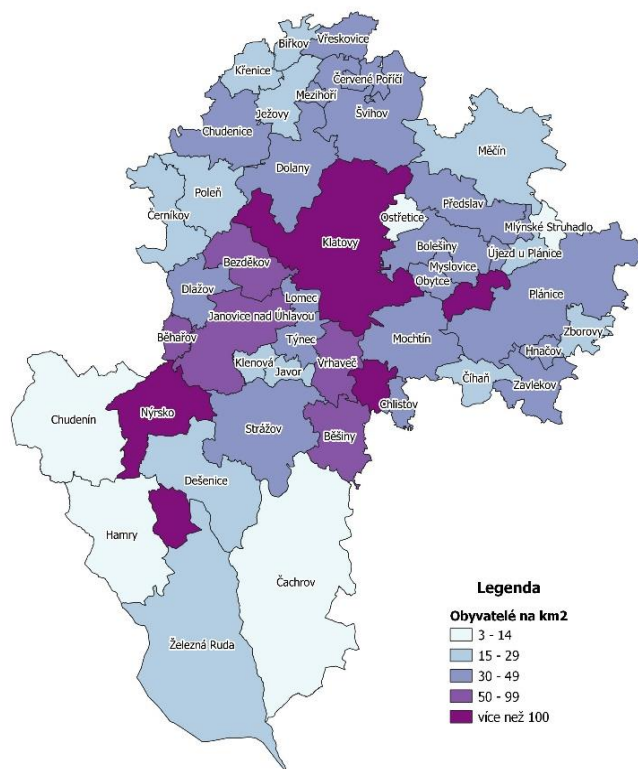 Vřeskovice
Biřkov
Křenice
Červené Poříčí
Mezihoří
Ježovy
Švihov
Chudenice
Měčín
Dolany
Poleň
Předslav
Černíkov
Ostřetice
Mlýnské Struhadlo
Klatovy
Bolešiny
Újezd u Plánice
Bezděkov
Myslovice
Obytce
Dlažov
Plánice
Lomec
Janovice nad Úhlavou
Zborovy
Běhařov
Týnec
Mochtín
Hnačov
Klenová
Javor
Vrhaveč
Číhaň
Zavlekov
Chudenín
Nýrsko
Chlistov
Strážov
Běšiny
Dešenice
Hamry
Čachrov
Železná Ruda
Legenda
Obyvatelé na km2
3 - 14
15 - 29
30 - 49
50 - 99
více než 100